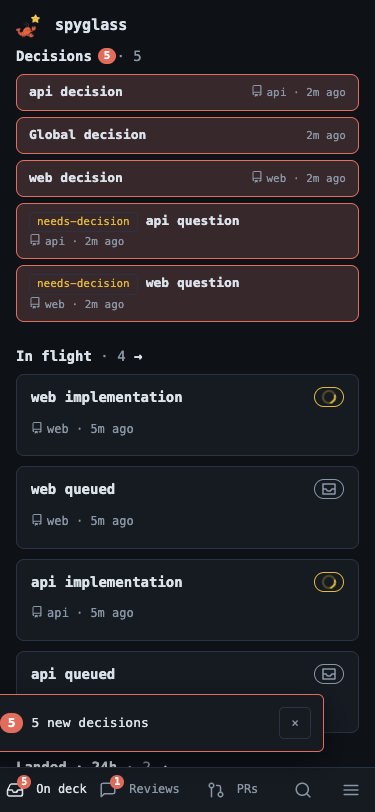 spyglass
Decisions 5 · 5
api decision api · 2m ago
Global decision 2m ago
web decision web · 2m ago
needs-decision api question
api · 2m ago
needs-decision web question
web · 2m ago
In flight · 4 →
web implementation
web · 5m ago
web queued
web · 5m ago
api implementation
api · 5m ago
api queued
5 5 new decisions ×
Landed · 24h · 2
5 On deck 1 Reviews PRs